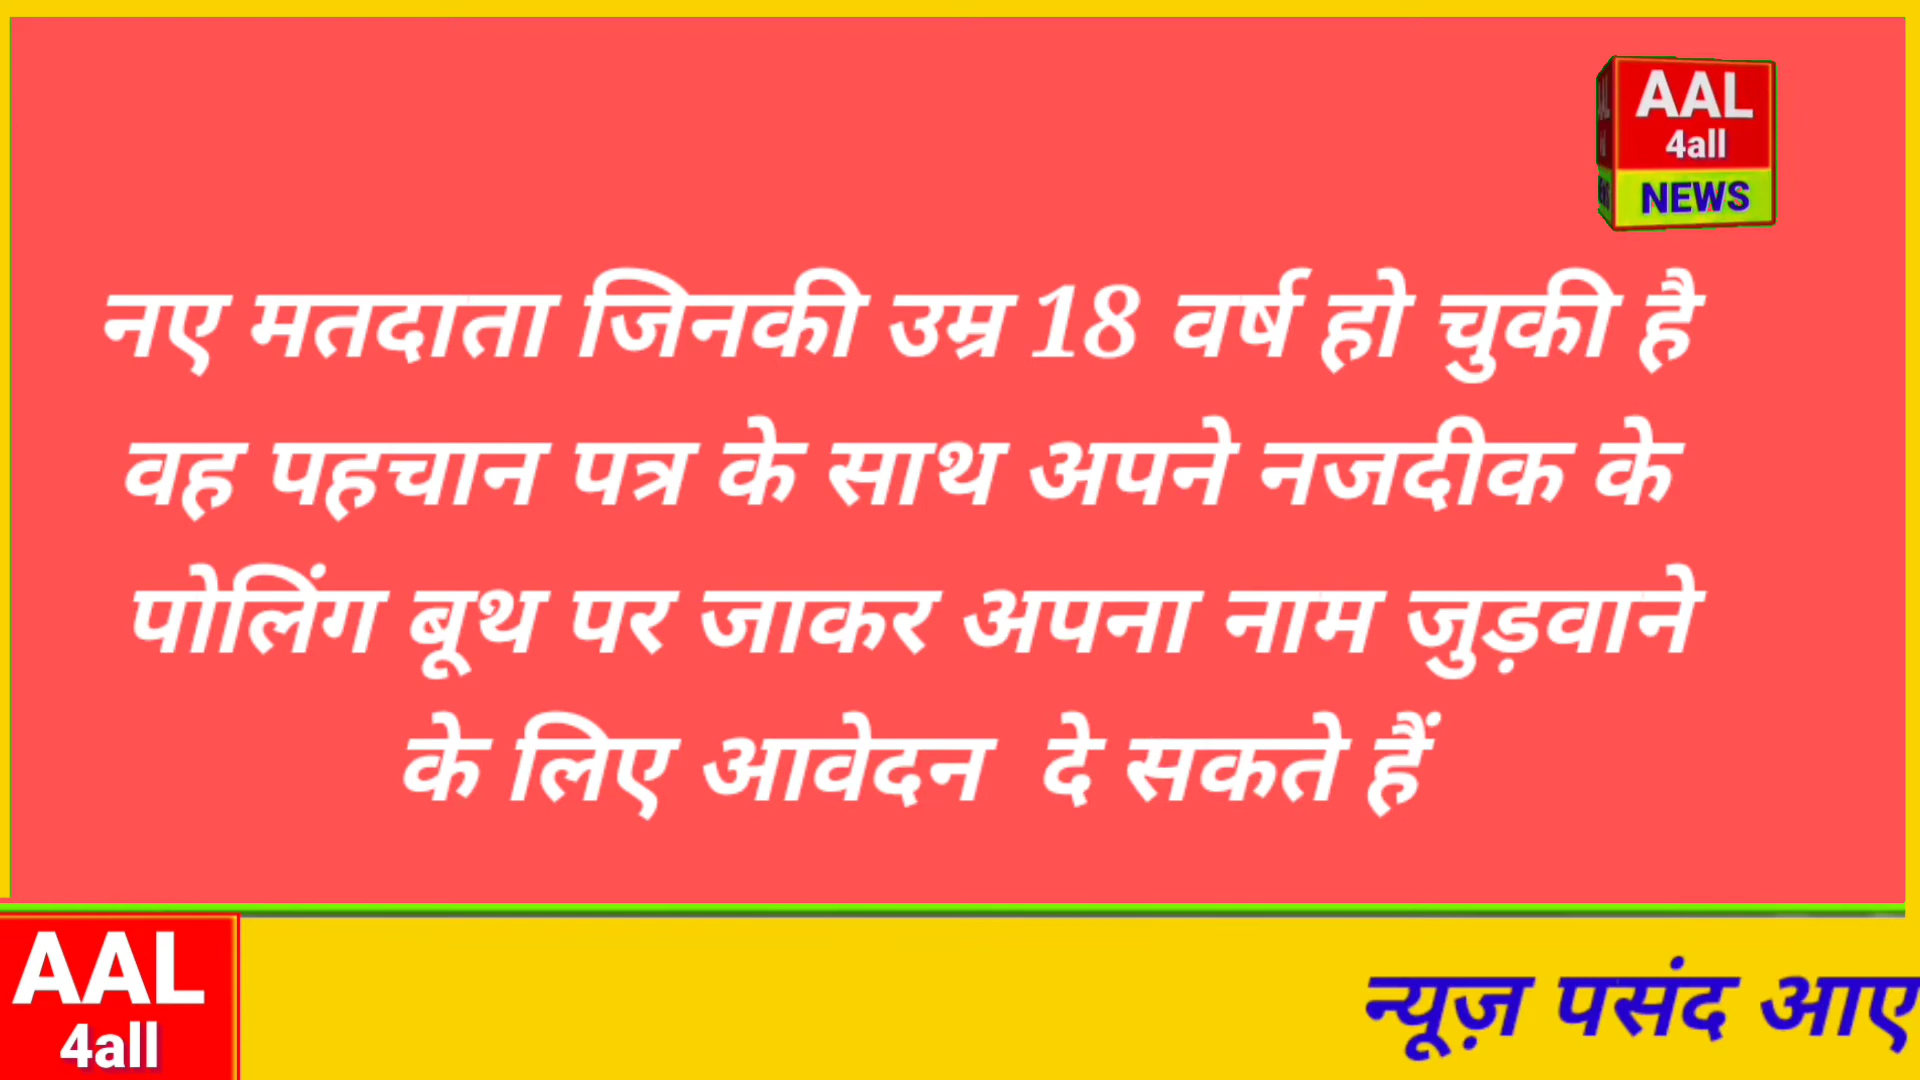 AAL
4all
NEWS
नए मतदाता जिनकी उम्र 18 वर्ष हो चुकी है
वह पहचान पत्र के साथ अपने नजदीक के
पोलिंग बूथ पर जाकर अपना नाम जुड़वाने
के लिए आवेदन दे सकते हैं
AAL
4all
न्यूज़ पसंद आए